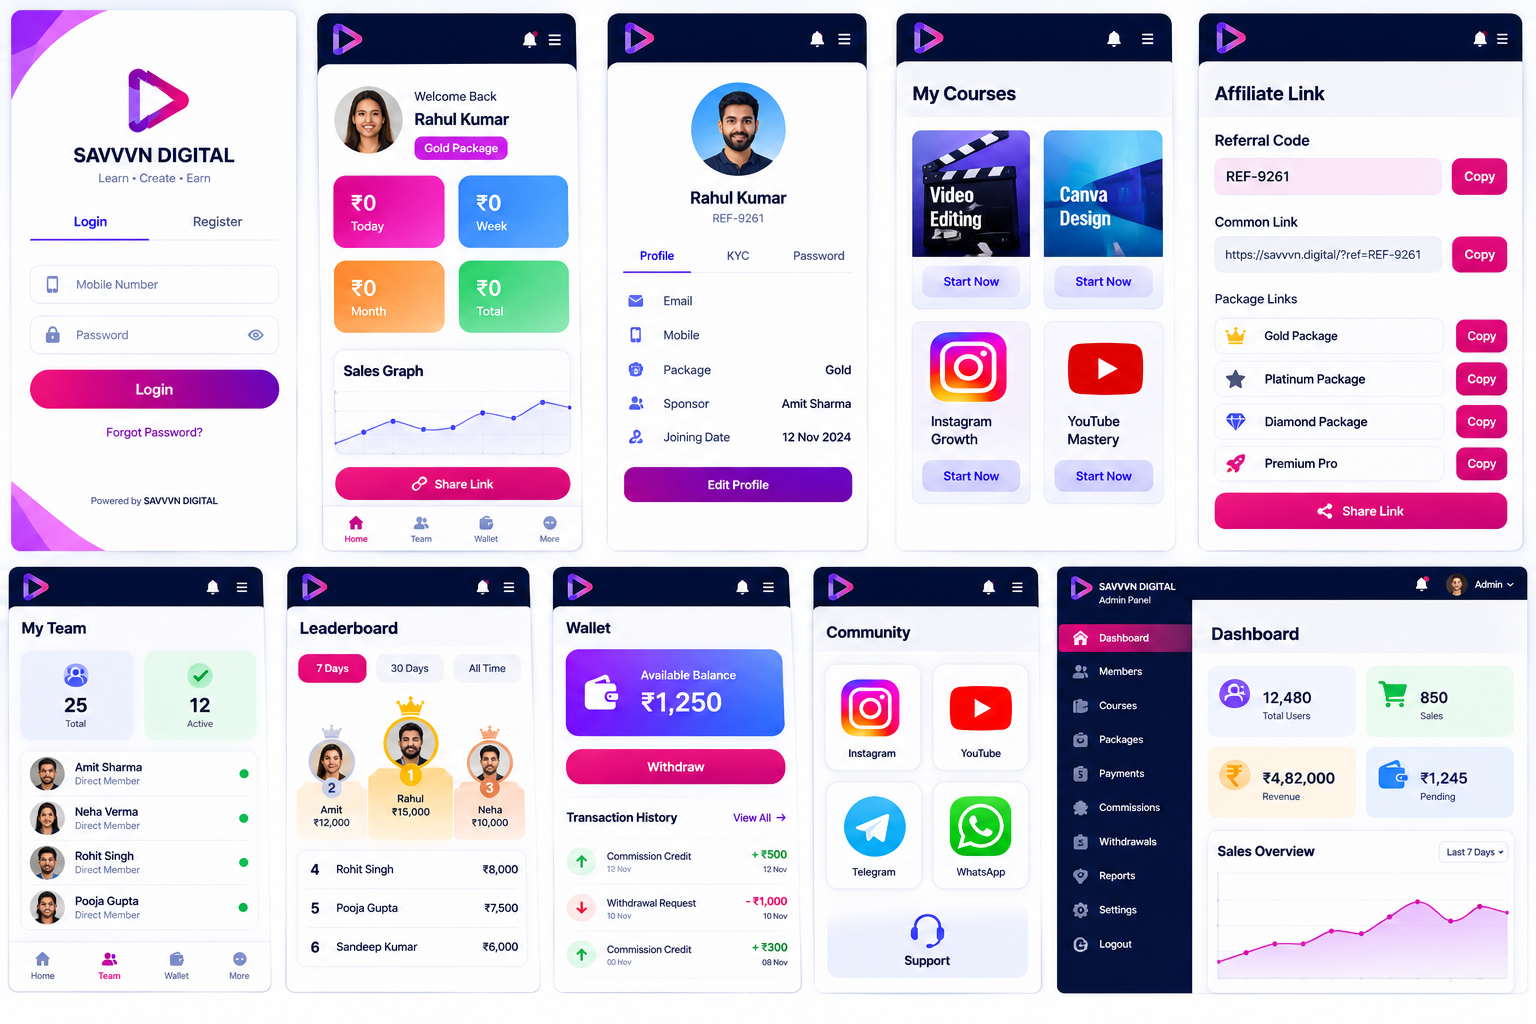 SAVVVN DIGITAL
Learn • Create • Earn
Login
Register
Mobile Number
Password
Login
Forgot Password?
Powered by SAVVVN DIGITAL
Welcome Back
Rahul Kumar
Gold Package
₹0
Today
₹0
Week
₹0
Month
₹0
Total
Sales Graph
Share Link
Home
Team
Wallet
More
Rahul Kumar
REF-9261
Profile
KYC
Password
Email
Mobile
Package Gold
Sponsor Amit Sharma
Joining Date 12 Nov 2024
Edit Profile
My Courses
Video
Editing
Start Now
Canva
Design
Start Now
Instagram
Growth
Start Now
YouTube
Mastery
Start Now
Affiliate Link
Referral Code
REF-9261 Copy
Common Link
https://savvvn.digital/?ref=REF-9261 Copy
Package Links
Gold Package Copy
Platinum Package Copy
Diamond Package Copy
Premium Pro Copy
Share Link
My Team
25
Total
12
Active
Amit Sharma
Direct Member
Neha Verma
Direct Member
Rohit Singh
Direct Member
Pooja Gupta
Direct Member
Home
Team
Wallet
More
Leaderboard
7 Days
30 Days
All Time
2
Amit
₹12,000
1
Rahul
₹15,000
3
Neha
₹10,000
4 Rohit Singh ₹8,000
5 Pooja Gupta ₹7,500
6 Sandeep Kumar ₹6,000
Wallet
Available Balance
₹1,250
Withdraw
Transaction History View All →
Commission Credit + ₹500
12 Nov 12 Nov
Withdrawal Request - ₹1,000
10 Nov 10 Nov
Commission Credit + ₹300
00 Nov 08 Nov
Community
Instagram
YouTube
Telegram
WhatsApp
Support
SAVVVN DIGITAL
Admin Panel
Admin
Dashboard
Members
Courses
Packages
Payments
Commissions
Withdrawals
Reports
Settings
Logout
Dashboard
12,480
Total Users
850
Sales
₹4,82,000
Revenue
₹1,245
Pending
Sales Overview
Last 7 Days